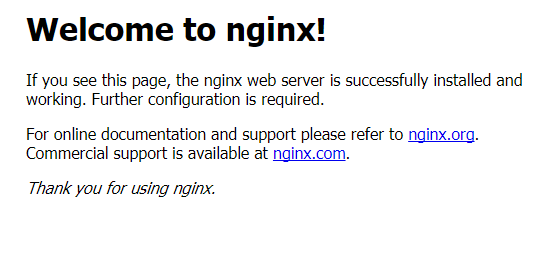 Welcome to nginx!
If you see this page, the nginx web server is successfully installed and
working. Further configuration is required.
For online documentation and support please refer to nginx.org.
Commercial support is available at nginx.com.
Thank you for using nginx.